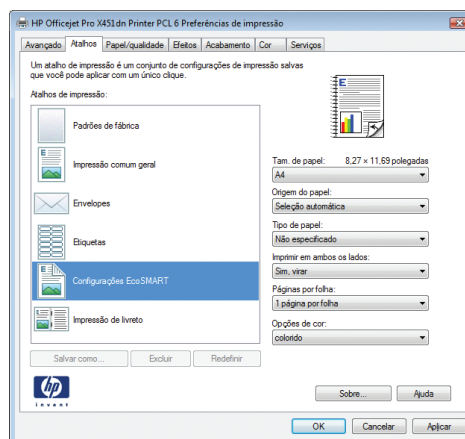 HP Officejet Pro X451dn Printer PCL 6 Preferências de impressão
Avançado Atalhos Papel/qualidade Efeitos Acabamento Cor Serviços
Um atalho de impressão é um conjunto de configurações de impressão salvas
que você pode aplicar com um único clique.
Atalhos de impressão:
Padrões de fábrica
Impressão comum geral
Envelopes
Etiquetas
Configurações EcoSMART
Impressão de livreto
Salvar como... Excluir Redefinir
Tam. de papel: 8,27 × 11,69 polegadas
A4
Origem do papel:
Seleção automática
Tipo de papel:
Não especificado
Imprimir em ambos os lados:
Sim, virar
Páginas por folha:
1 página por folha
Opções de cor:
colorido
hp
invent
Sobre... Ajuda
OK Cancelar Aplicar